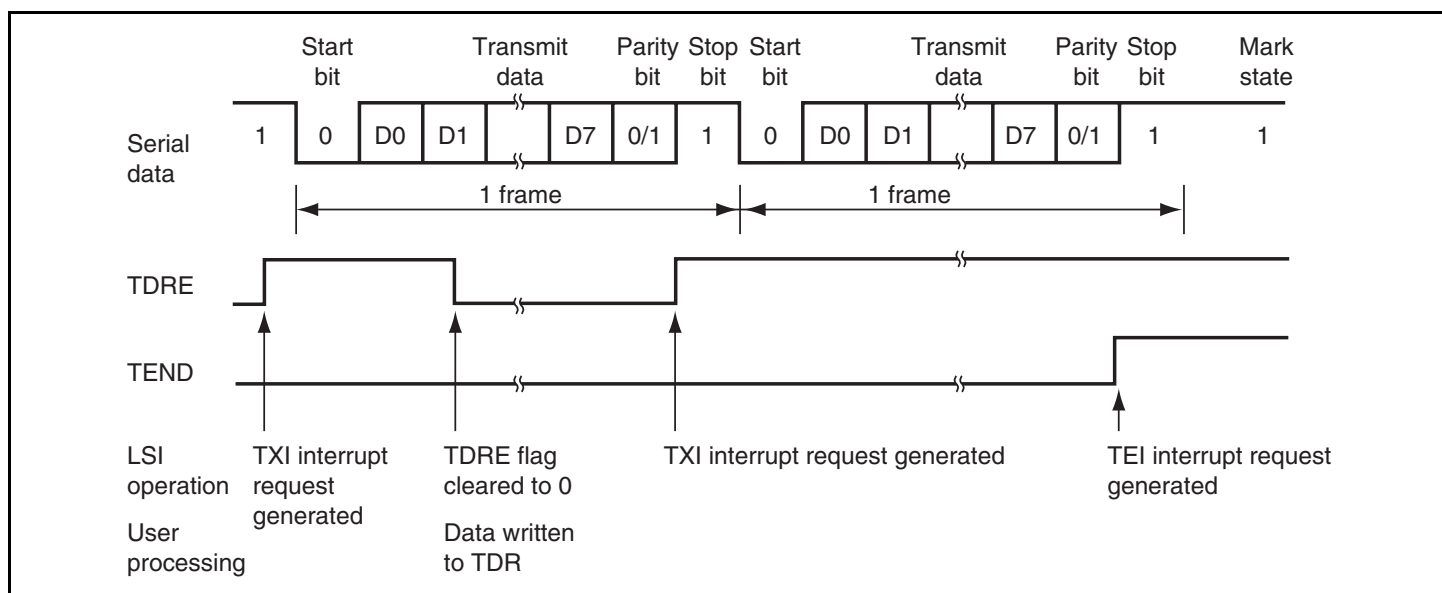 Start Transmit Parity Stop Start Transmit Parity Stop Mark
bit data bit bit bit data bit bit state
Serial data
1 0 D0 D1 D7 0/1 1 0 D0 D1 D7 0/1 1 1
1 frame 1 frame
TDRE
TEND
LSI operation
TXI interrupt request generated
TDRE flag cleared to 0
TXI interrupt request generated
TEI interrupt request generated
User processing
Data written to TDR